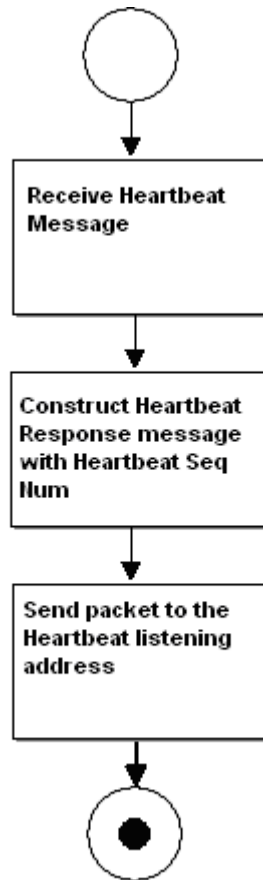 Receive Heartbeat
Message
Construct Heartbeat
Response message
with Heartbeat Seq
Num
Send packet to the
Heartbeat listening
address